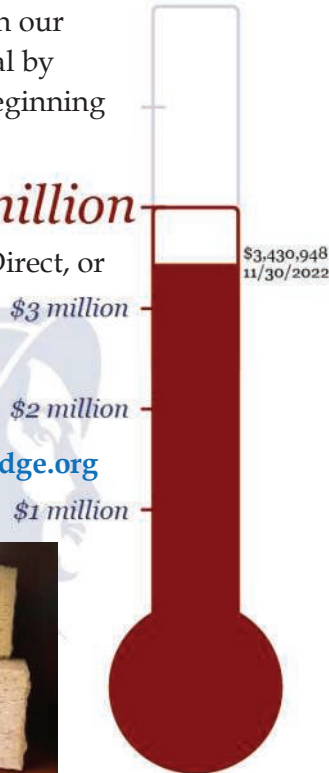 n our
al by
eginning
million
Direct, or
$3,430,948
11/30/2022
$3 million
$2 million
dge.org
$1 million